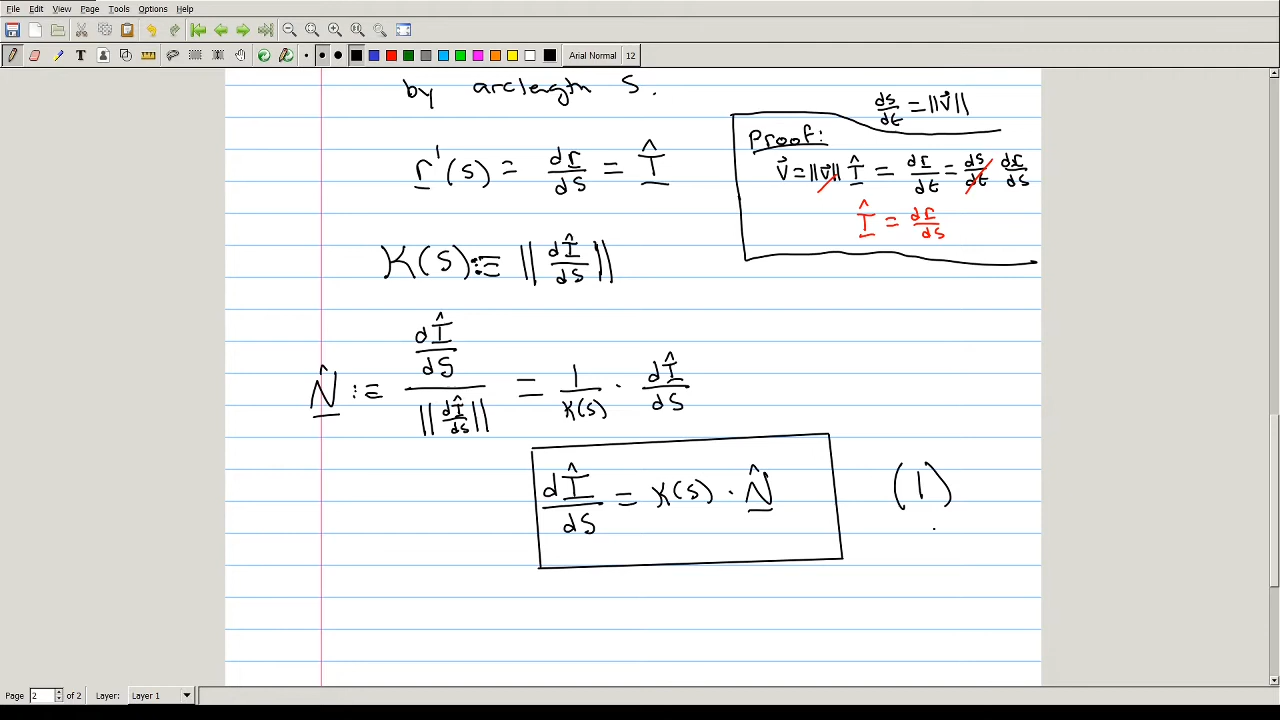 File Edit View Page Tools Options Help
T Arial Normal 12
by arclength s.
ds/dt = ||v⃗||
Proof:
v⃗ = ||v⃗|| T̂ = dr/dt = ds/dt dr/ds
T̂ = dr/ds
r'(s) = dr/ds = T̂
K(s) :≡ ||dT̂/ds||
N̂ :≡ dT̂/ds / ||dT̂/ds|| = 1/K(s) · dT̂/ds
dT̂/ds = K(s) · N̂ (1)
Page 2 of 2 Layer: Layer 1